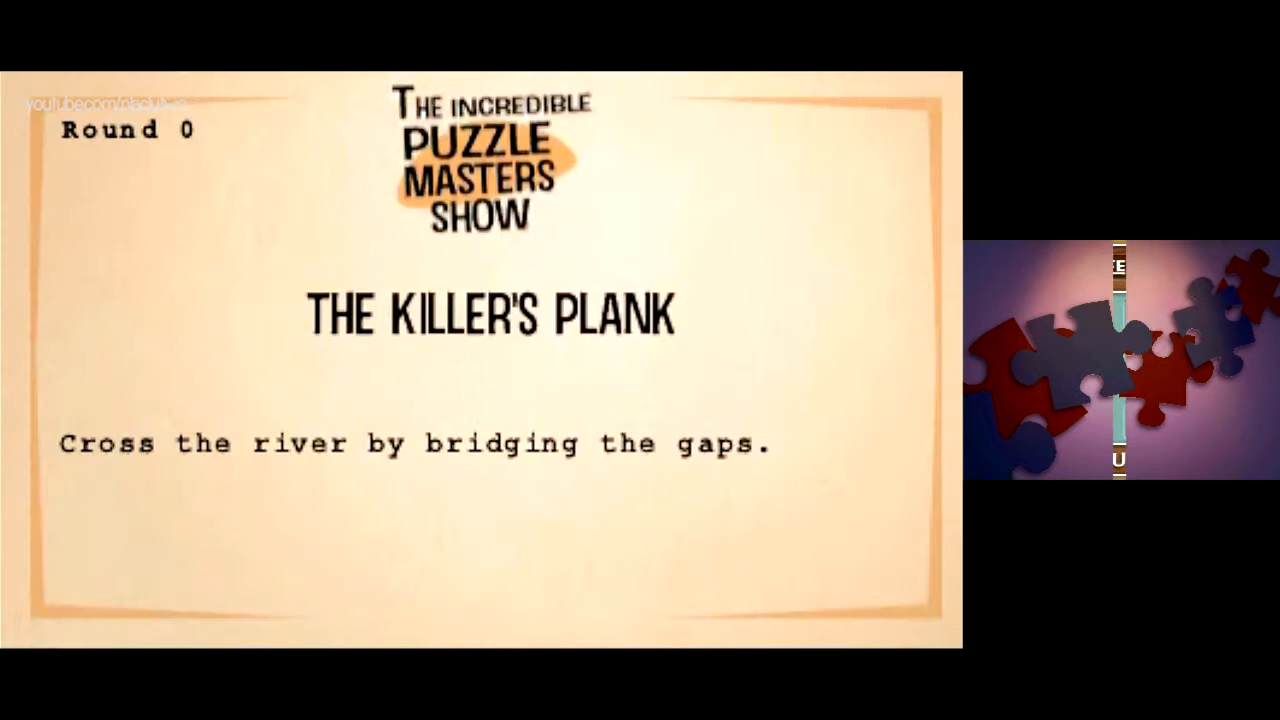 Round 0
THE INCREDIBLE
PUZZLE
MASTERS
SHOW
THE KILLER'S PLANK
Cross the river by bridging the gaps.
E
U